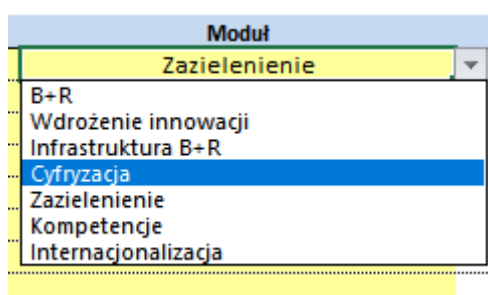 Moduł
Zazielenienie
B+R
Wdrożenie innowacji
Infrastruktura B+R
Cyfryzacja
Zazielenienie
Kompetencje
Internacjonalizacja